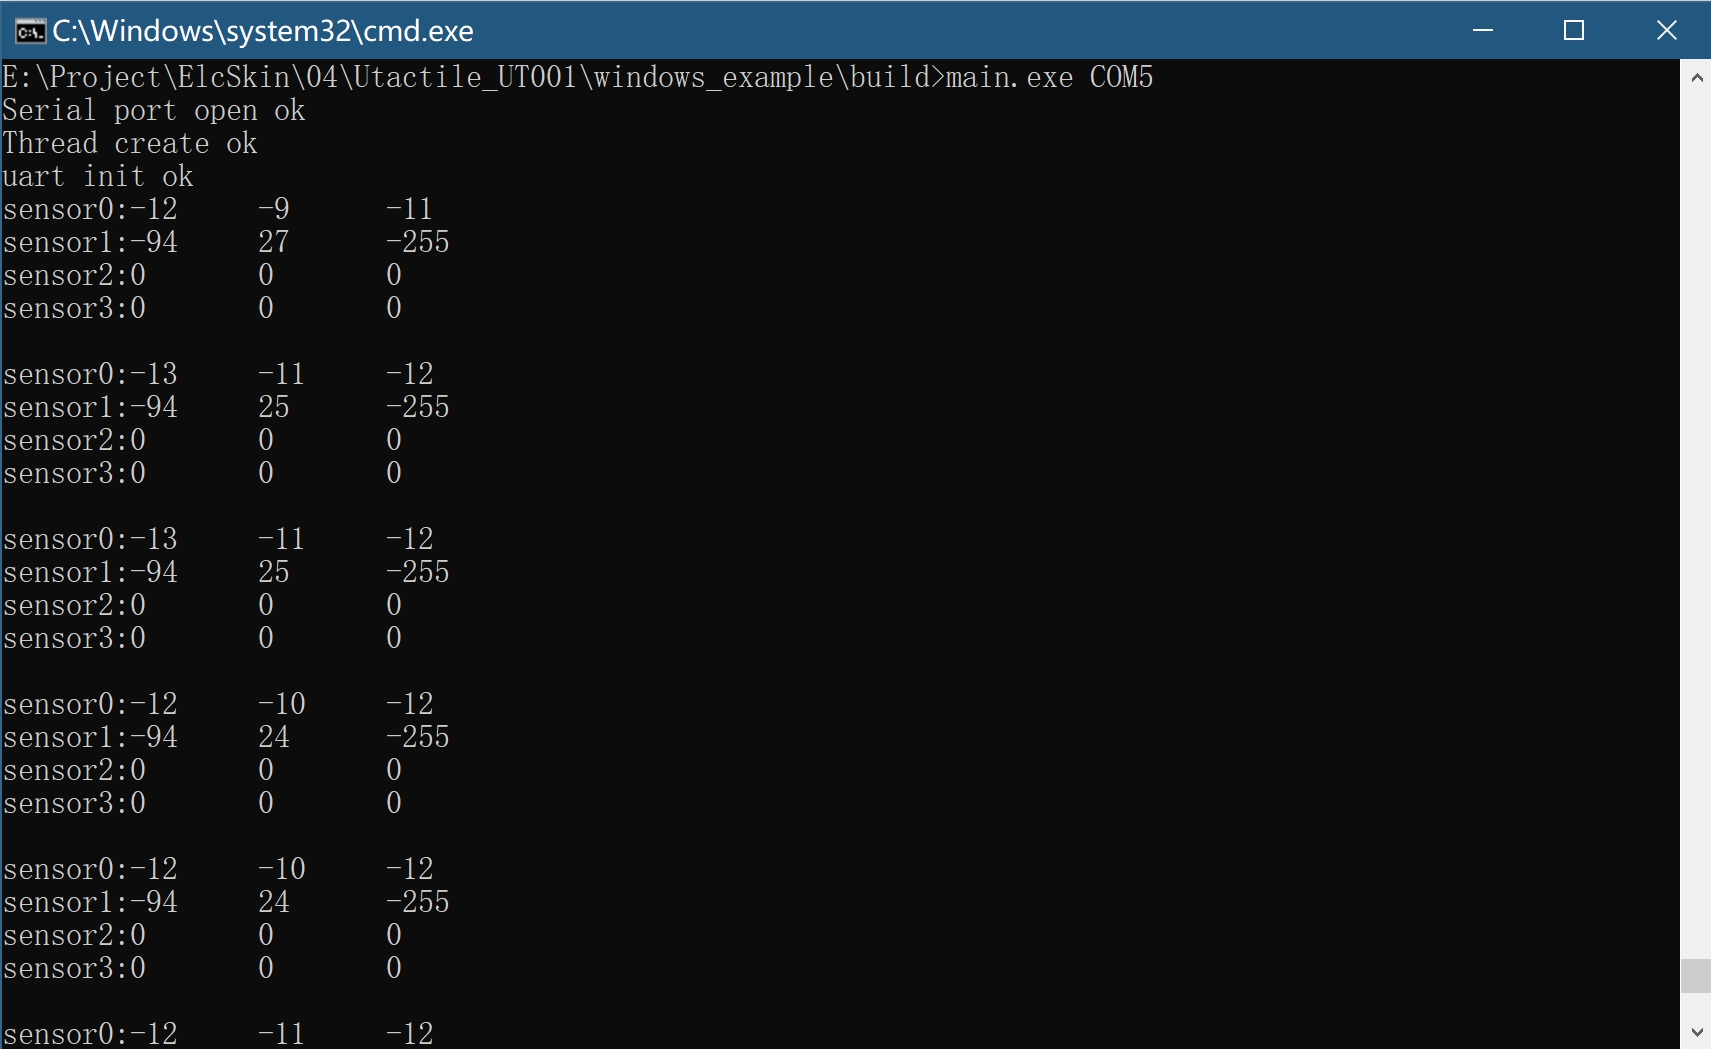 C:\Windows\system32\cmd.exe
E:\Project\ElcSkin\04\Utactile_UT001\windows_example\build>main.exe COM5
Serial port open ok
Thread create ok
uart init ok
sensor0:-12 -9 -11
sensor1:-94 27 -255
sensor2:0 0 0
sensor3:0 0 0
sensor0:-13 -11 -12
sensor1:-94 25 -255
sensor2:0 0 0
sensor3:0 0 0
sensor0:-13 -11 -12
sensor1:-94 25 -255
sensor2:0 0 0
sensor3:0 0 0
sensor0:-12 -10 -12
sensor1:-94 24 -255
sensor2:0 0 0
sensor3:0 0 0
sensor0:-12 -10 -12
sensor1:-94 24 -255
sensor2:0 0 0
sensor3:0 0 0
sensor0:-12 -11 -12